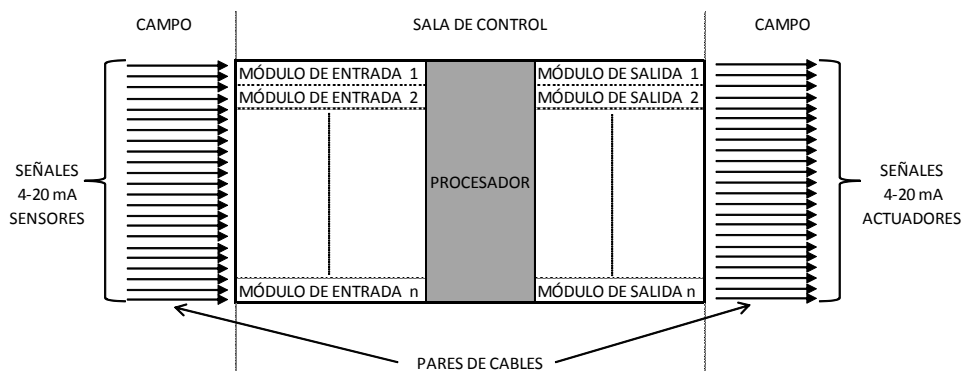 CAMPO
SALA DE CONTROL
CAMPO
MÓDULO DE ENTRADA 1
MÓDULO DE ENTRADA 2
MÓDULO DE ENTRADA n
PROCESADOR
MÓDULO DE SALIDA 1
MÓDULO DE SALIDA 2
MÓDULO DE SALIDA n
SEÑALES
4-20 mA
SENSORES
SEÑALES
4-20 mA
ACTUADORES
PARES DE CABLES